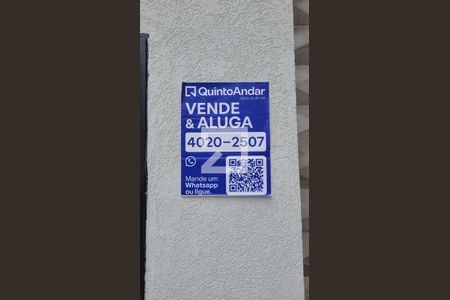 QuintoAndar
VENDE
& ALUGA
4020-2507
Mande um
Whatsapp
ou ligue.